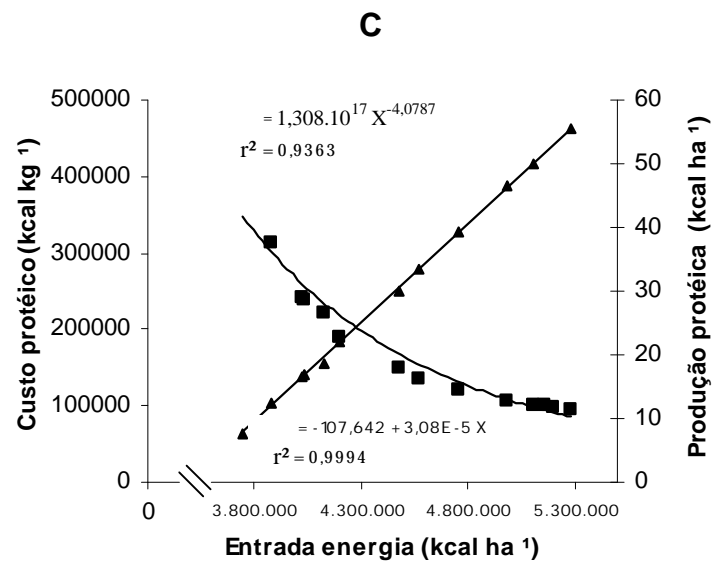 C
500000
400000
300000
200000
100000
0
Custo protéico (kcal kg ¹)
60
50
40
30
20
10
0
Produção protéica (kcal ha ¹)
= 1,308.10¹⁷ X⁻⁴,⁰⁷⁸⁷
r² = 0,9363
= -107,642 + 3,08E-5 X
r² = 0,9994
0
3.800.000
4.300.000
4.800.000
5.300.000
Entrada energia (kcal ha ¹)